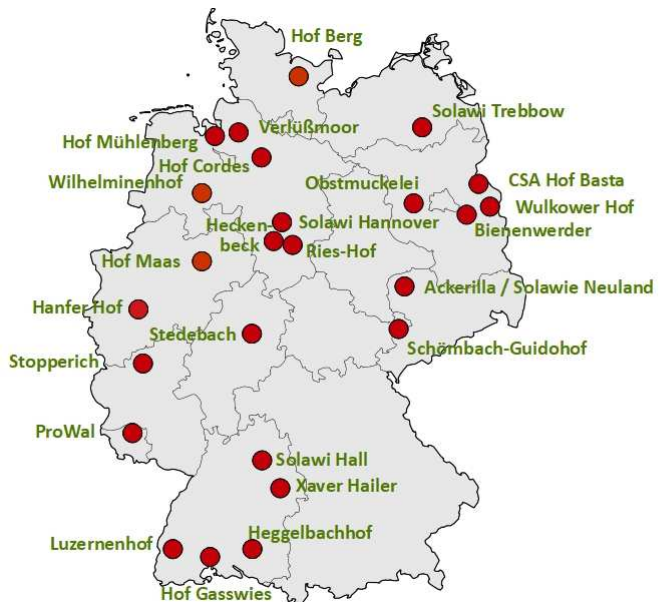 Hof Berg
Solawi Trebbow
Verlüßmoor
Hof Mühlenberg
Hof Cordes
Wilhelminenhof
Obstmuckelei
CSA Hof Basta
Wulkower Hof
Bienenwerder
Solawi Hannover
Hecken-
beck
Ries-Hof
Hof Maas
Ackerilla / Solawie Neuland
Hanfer Hof
Stedebach
Schömbach-Guidohof
Stopperich
ProWal
Solawi Hall
Xaver Hailer
Heggelbachhof
Luzernenhof
Hof Gasswies